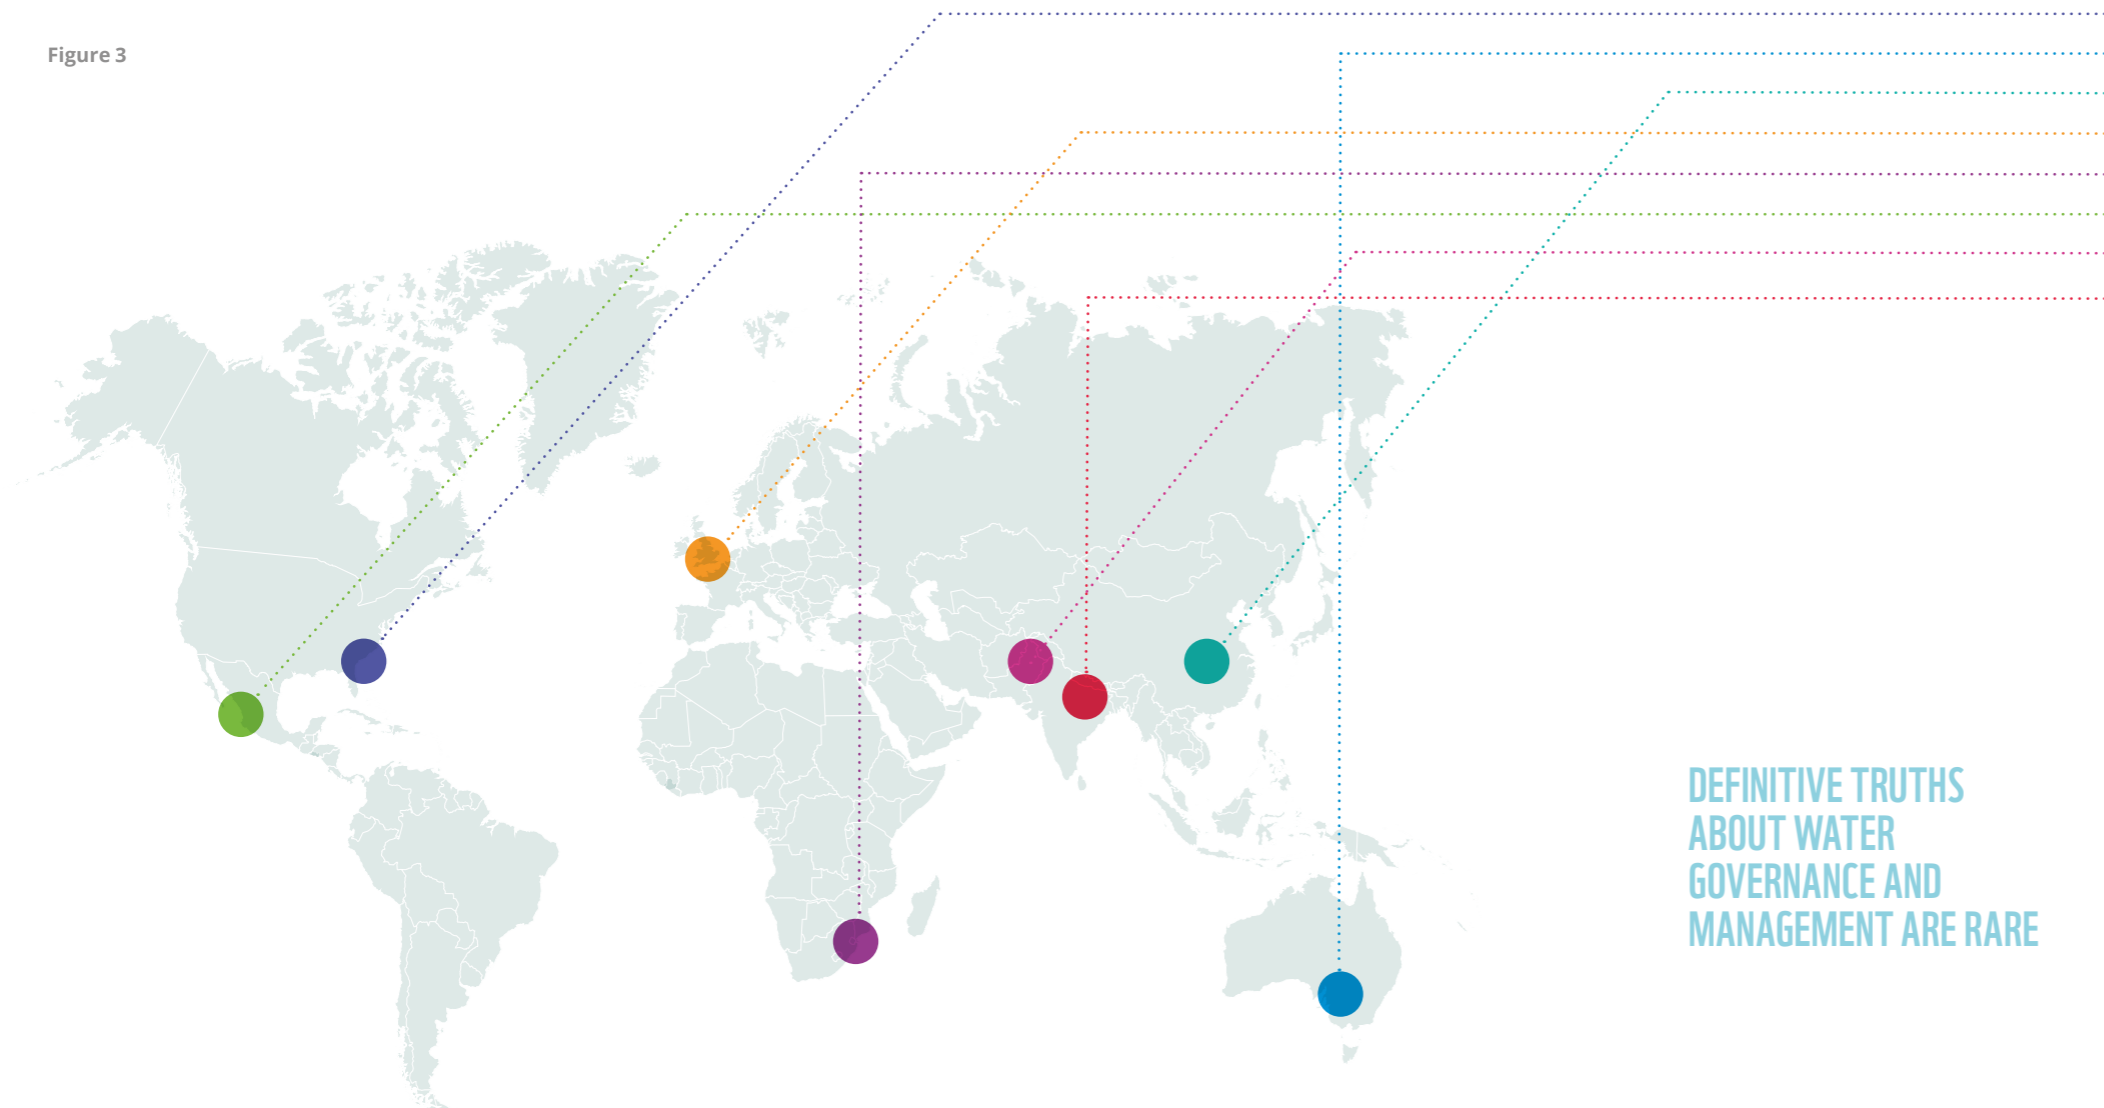 Figure 3
DEFINITIVE TRUTHS
ABOUT WATER
GOVERNANCE AND
MANAGEMENT ARE RARE